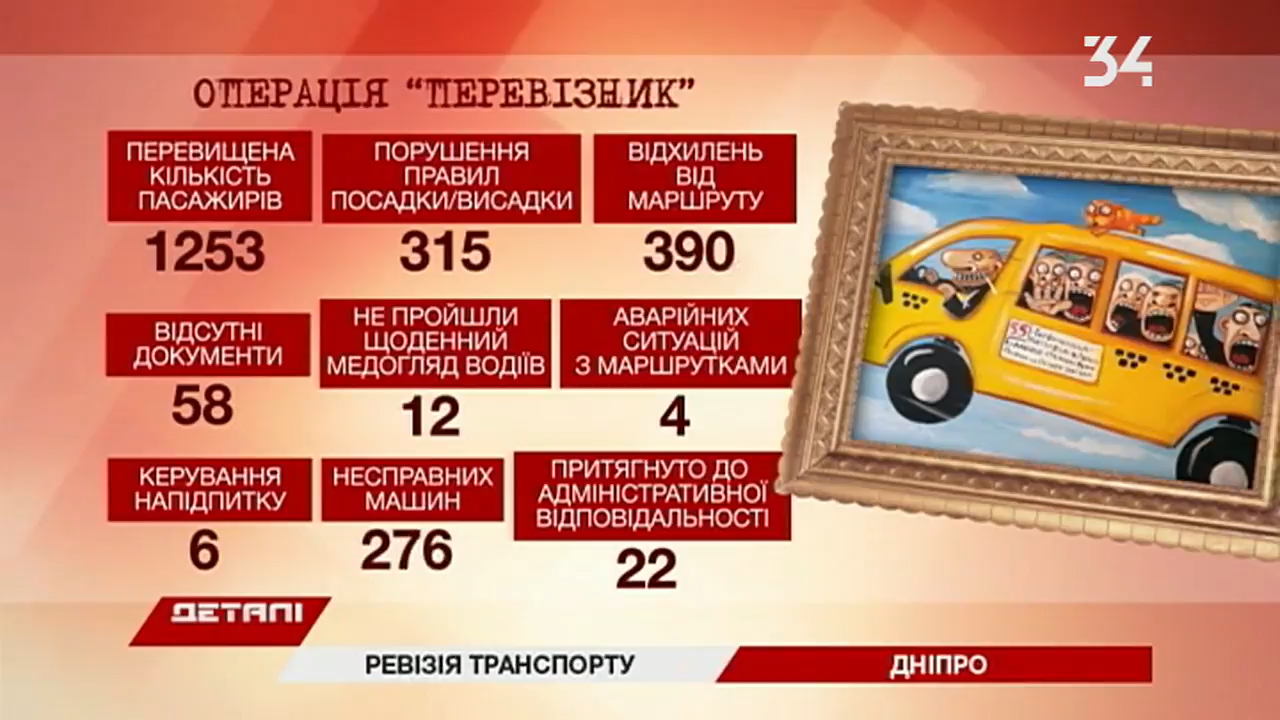 34
ОПЕРАЦІЯ “ПЕРЕВІЗНИК”
ПЕРЕВИЩЕНА
КІЛЬКІСТЬ
ПАСАЖИРІВ
1253
ПОРУШЕННЯ
ПРАВИЛ
ПОСАДКИ/ВИСАДКИ
315
ВІДХИЛЕНЬ
ВІД
МАРШРУТУ
390
ВІДСУТНІ
ДОКУМЕНТИ
58
НЕ ПРОЙШЛИ
ЩОДЕННИЙ
МЕДОГЛЯД ВОДІЇВ
12
АВАРІЙНИХ
СИТУАЦІЙ
З МАРШРУТКАМИ
4
КЕРУВАННЯ
НАПІДПИТКУ
6
НЕСПРАВНИХ
МАШИН
276
ПРИТЯГНУТО ДО
АДМІНІСТРАТИВНОЇ
ВІДПОВІДАЛЬНОСТІ
22
55
ДЕТАЛІ
РЕВІЗІЯ ТРАНСПОРТУ
ДНІПРО